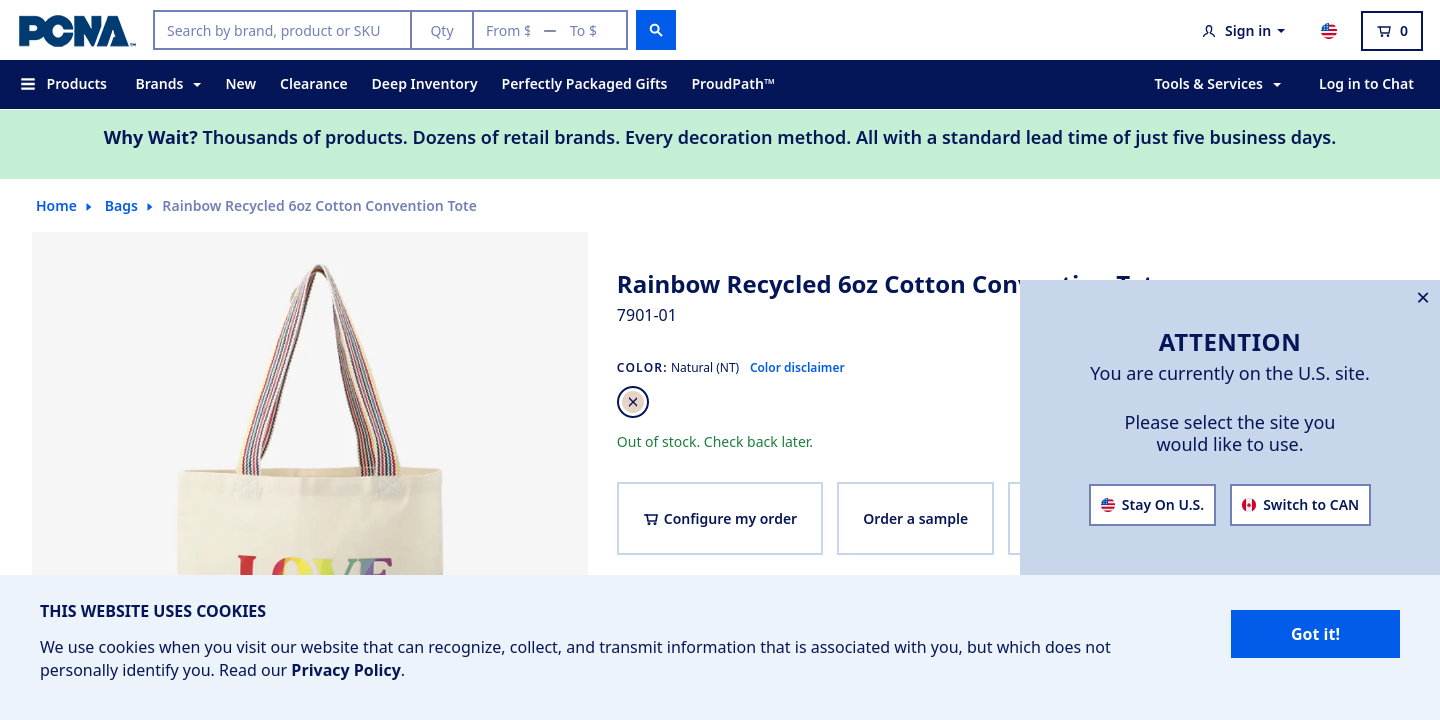 PCNA™
Search by brand, product or SKU
Qty
From $ — To $
Sign in
0
Products
Brands
New
Clearance
Deep Inventory
Perfectly Packaged Gifts
ProudPath™
Tools & Services
Log in to Chat
Why Wait? Thousands of products. Dozens of retail brands. Every decoration method. All with a standard lead time of just five business days.
Home
Bags
Rainbow Recycled 6oz Cotton Convention Tote
Rainbow Recycled 6oz Cotton Convention Tote
7901-01
COLOR: Natural (NT) Color disclaimer
Out of stock. Check back later.
Configure my order
Order a sample
LOVE
ATTENTION
You are currently on the U.S. site.
Please select the site you
would like to use.
Stay On U.S.
Switch to CAN
THIS WEBSITE USES COOKIES
We use cookies when you visit our website that can recognize, collect, and transmit information that is associated with you, but which does not
personally identify you. Read our Privacy Policy.
Got it!